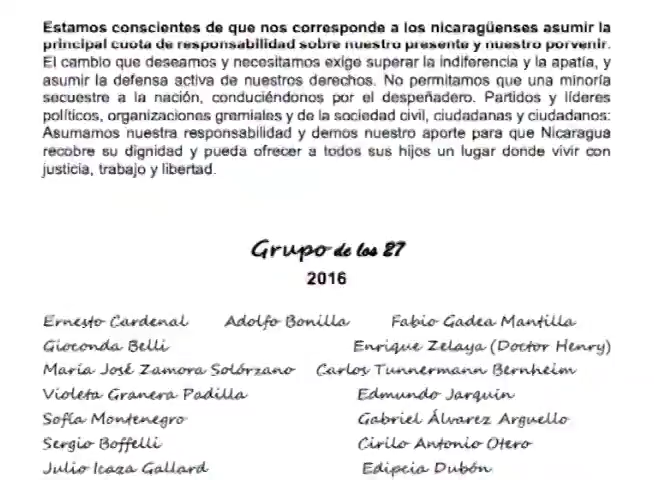 Estamos conscientes de que nos corresponde a los nicaragüenses asumir la
principal cuota de responsabilidad sobre nuestro presente y nuestro porvenir.
El cambio que deseamos y necesitamos exige superar la indiferencia y la apatía, y
asumir la defensa activa de nuestros derechos. No permitamos que una minoría
secuestre a la nación, conduciéndonos por el despeñadero. Partidos y líderes
políticos, organizaciones gremiales y de la sociedad civil, ciudadanas y ciudadanos:
Asumamos nuestra responsabilidad y demos nuestro aporte para que Nicaragua
recobre su dignidad y pueda ofrecer a todos sus hijos un lugar donde vivir con
justicia, trabajo y libertad.
Grupo de los 27
2016
Ernesto Cardenal Adolfo Bonilla Fabio Gadea Mantilla
Gioconda Belli Enrique Zelaya (Doctor Henry)
María José Zamora Solórzano Carlos Tunnermann Bernheim
Violeta Granera Padilla Edmundo Jarquín
Sofía Montenegro Gabriel Álvarez Arguello
Sergio Boffelli Cirilo Antonio Otero
Julio Icaza Gallard Edipcia Dubón